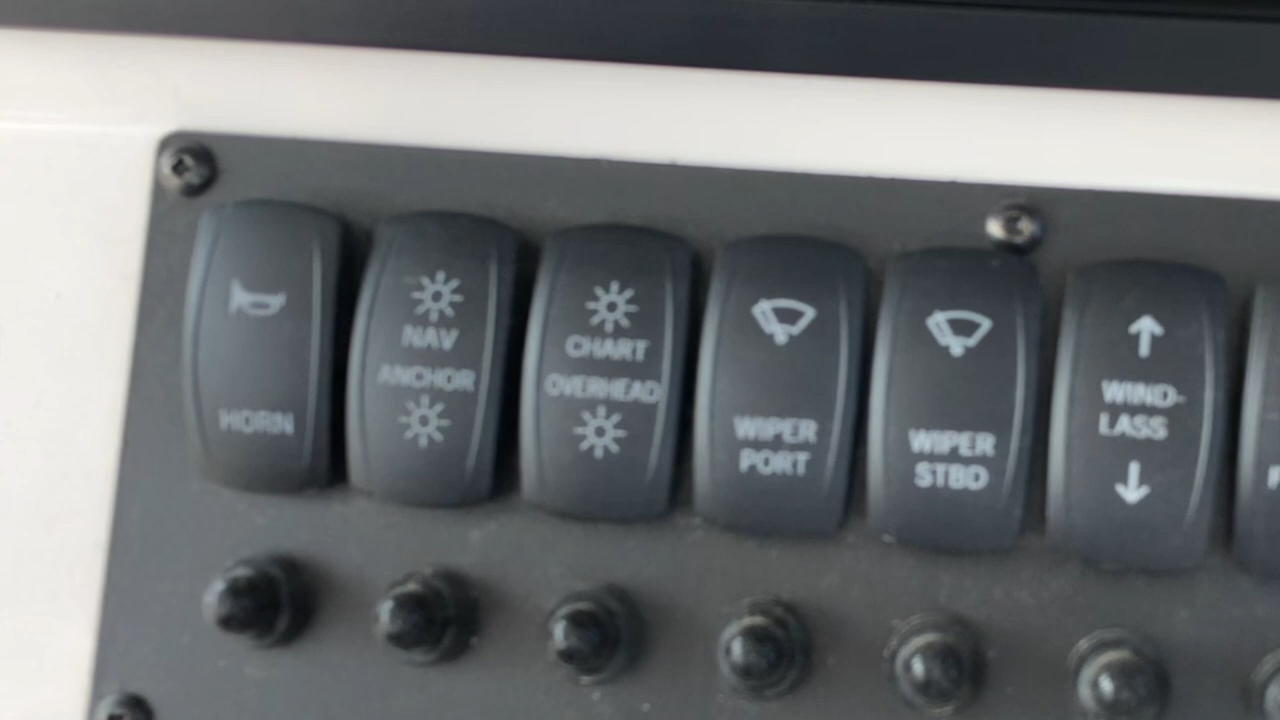 HORN
NAV
ANCHOR
CHART
OVERHEAD
WIPER
PORT
WIPER
STBD
WIND-
LASS